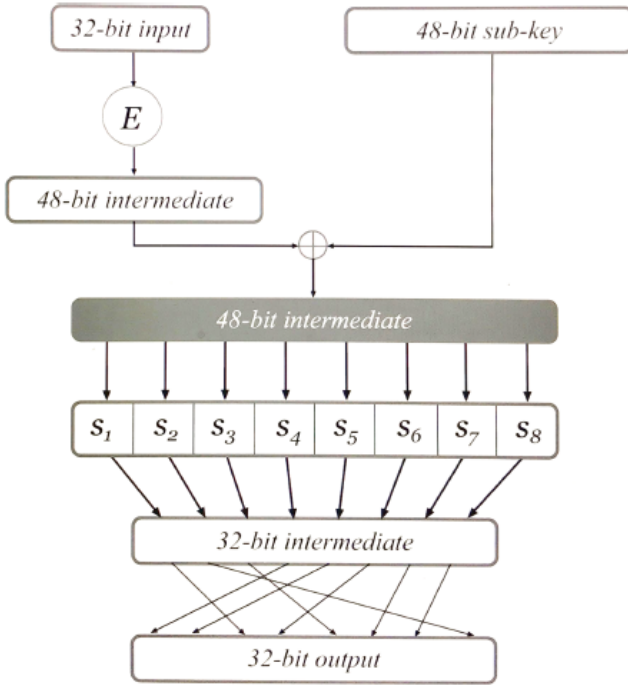 32-bit input
48-bit sub-key
E
48-bit intermediate
48-bit intermediate
S₁ S₂ S₃ S₄ S₅ S₆ S₇ S₈
32-bit intermediate
32-bit output